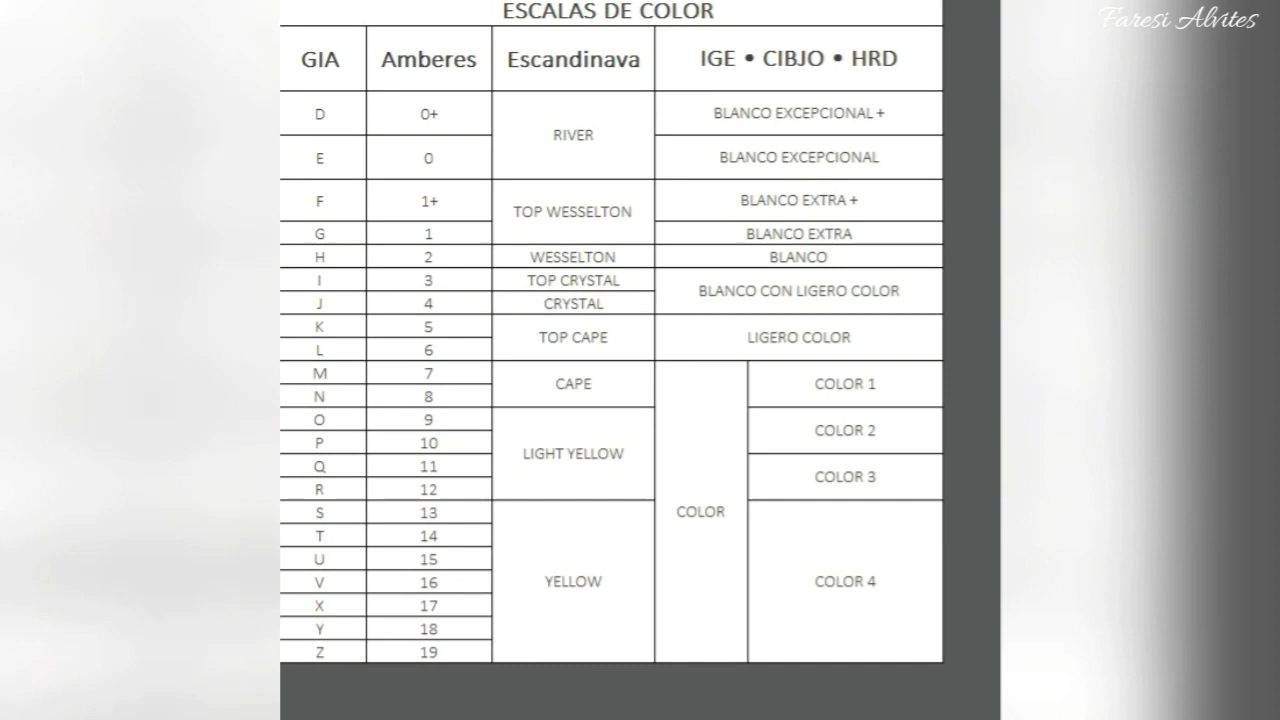 Faresi Alvites
ESCALAS DE COLOR
GIA Amberes Escandinava IGE • CIBJO • HRD
D 0+ RIVER BLANCO EXCEPCIONAL +
E 0 BLANCO EXCEPCIONAL
F 1+ TOP WESSELTON BLANCO EXTRA +
G 1 BLANCO EXTRA
H 2 WESSELTON BLANCO
I 3 TOP CRYSTAL BLANCO CON LIGERO COLOR
J 4 CRYSTAL
K 5 TOP CAPE LIGERO COLOR
L 6
M 7 CAPE COLOR COLOR 1
N 8
O 9 LIGHT YELLOW COLOR 2
P 10
Q 11 COLOR 3
R 12
S 13 YELLOW COLOR 4
T 14
U 15
V 16
X 17
Y 18
Z 19